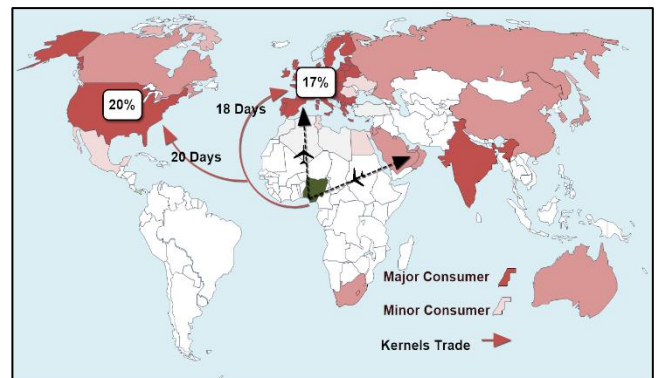 20%
17%
18 Days
20 Days
Major Consumer
Minor Consumer
Kernels Trade